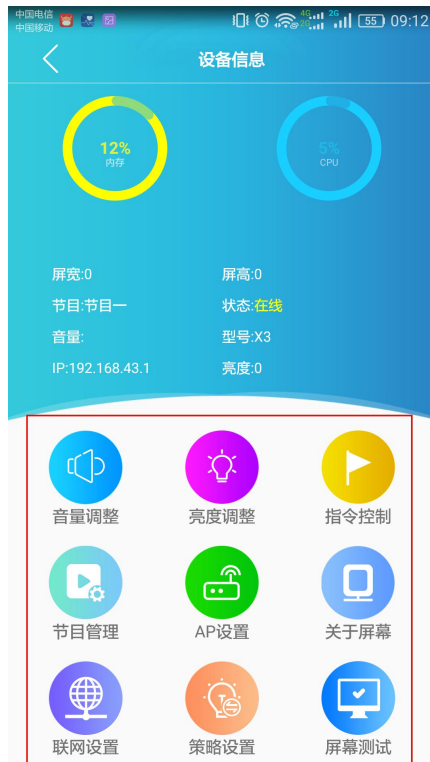 中国电信
中国移动
4G 2G 2G 55 09:12
设备信息
12% 5%
内存 CPU
屏宽:0 屏高:0
节目:节目一 状态:在线
音量: 型号:X3
IP:192.168.43.1 亮度:0
音量调整 亮度调整 指令控制
节目管理 AP设置 关于屏幕
联网设置 策略设置 屏幕测试